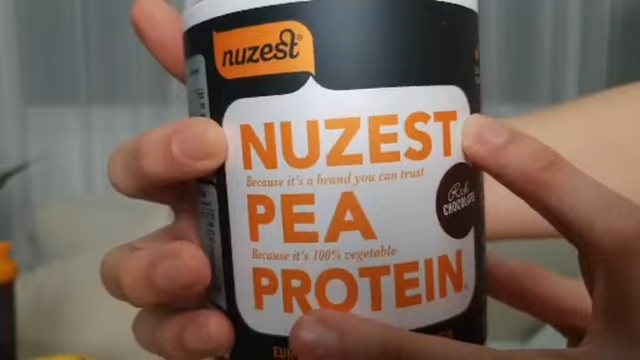 nuzest
NUZEST
Because it's a brand you can trust
PEA
Rich
CHOCOLATE
Because it's 100% vegetable
PROTEIN